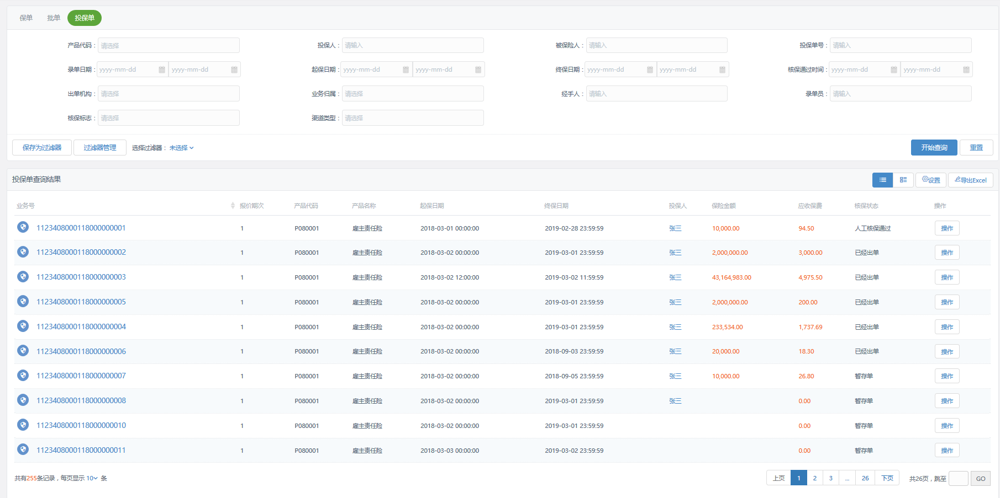 保单 批单 投保单
产品代码： 请选择 投保人： 请输入 被保险人： 请输入 投保单号： 请输入
录单日期： yyyy-mm-dd yyyy-mm-dd 起保日期： yyyy-mm-dd yyyy-mm-dd 终保日期： yyyy-mm-dd yyyy-mm-dd 核保通过时间： yyyy-mm-dd yyyy-mm-dd
出单机构： 请选择 业务归属： 请选择 经手人： 请输入 录单员： 请输入
核保标志： 请选择 渠道类型： 请选择
保存为过滤器 过滤器管理 选择过滤器： 未选择 开始查询 重置
投保单查询结果 设置 导出Excel
业务号 报价期次 产品代码 产品名称 起保日期 终保日期 投保人 保险金额 应收保费 核保状态 操作
1123408000118000000001 1 P080001 雇主责任险 2018-03-01 00:00:00 2019-02-28 23:59:59 张三 10,000.00 94.50 人工核保通过 操作
1123408000118000000002 1 P080001 雇主责任险 2018-03-02 00:00:00 2019-03-01 23:59:59 张三 2,000,000.00 3,000.00 已经出单 操作
1123408000118000000003 1 P080001 雇主责任险 2018-03-02 12:00:00 2019-03-02 11:59:59 张三 43,164,983.00 4,975.50 已经出单 操作
1123408000118000000005 1 P080001 雇主责任险 2018-03-02 00:00:00 2019-03-01 23:59:59 张三 2,000,000.00 200.00 已经出单 操作
1123408000118000000004 1 P080001 雇主责任险 2018-03-02 00:00:00 2019-03-01 23:59:59 张三 233,534.00 1,737.69 已经出单 操作
1123408000118000000006 1 P080001 雇主责任险 2018-03-02 00:00:00 2018-09-03 23:59:59 张三 20,000.00 18.30 已经出单 操作
1123408000118000000007 1 P080001 雇主责任险 2018-03-02 00:00:00 2018-09-05 23:59:59 张三 10,000.00 26.80 暂存单 操作
1123408000118000000008 1 P080001 雇主责任险 2018-03-02 00:00:00 2019-03-01 23:59:59 张三 0.00 暂存单 操作
1123408000118000000010 1 P080001 雇主责任险 2018-03-02 00:00:00 2019-03-01 23:59:59 0.00 暂存单 操作
1123408000118000000011 1 P080001 雇主责任险 2018-03-03 00:00:00 2019-03-02 23:59:59 0.00 暂存单 操作
共有255条记录，每页显示 10 条 上页 1 2 3 ... 26 下页 共26页，跳至 GO